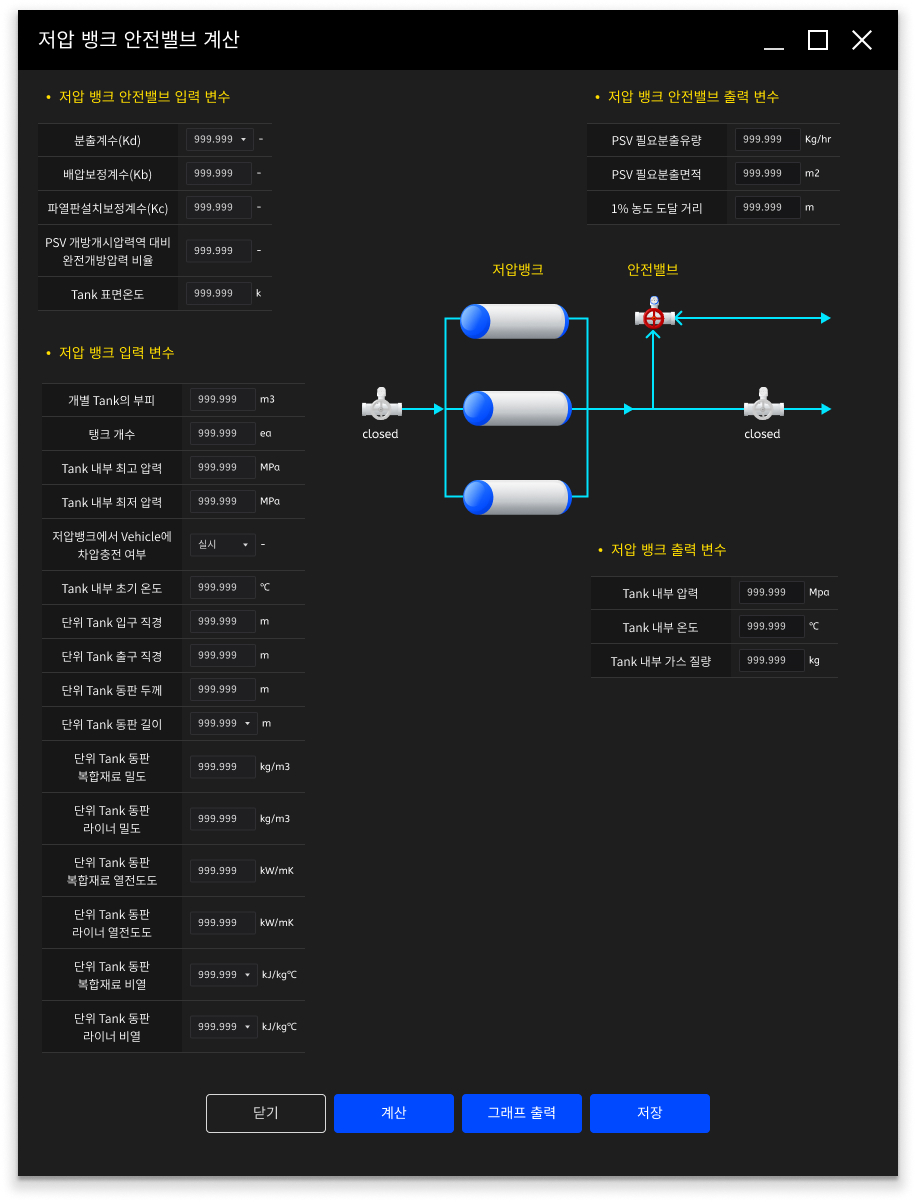 저압 뱅크 안전밸브 계산
• 저압 뱅크 안전밸브 입력 변수
분출계수(Kd) 999.999 -
배압보정계수(Kb) 999.999 -
파열판설치보정계수(Kc) 999.999 -
PSV 개방개시압력역 대비
완전개방압력 비율 999.999 -
Tank 표면온도 999.999 k
• 저압 뱅크 입력 변수
개별 Tank의 부피 999.999 m3
탱크 개수 999.999 ea
Tank 내부 최고 압력 999.999 MPa
Tank 내부 최저 압력 999.999 MPa
저압뱅크에서 Vehicle에
차압충전 여부 실시 -
Tank 내부 초기 온도 999.999 ℃
단위 Tank 입구 직경 999.999 m
단위 Tank 출구 직경 999.999 m
단위 Tank 동판 두께 999.999 m
단위 Tank 동판 길이 999.999 m
단위 Tank 동판
복합재료 밀도 999.999 kg/m3
단위 Tank 동판
라이너 밀도 999.999 kg/m3
단위 Tank 동판
복합재료 열전도도 999.999 kW/mK
단위 Tank 동판
라이너 열전도도 999.999 kW/mK
단위 Tank 동판
복합재료 비열 999.999 kJ/kg℃
단위 Tank 동판
라이너 비열 999.999 kJ/kg℃
• 저압 뱅크 안전밸브 출력 변수
PSV 필요분출유량 999.999 Kg/hr
PSV 필요분출면적 999.999 m2
1% 농도 도달 거리 999.999 m
저압뱅크 안전밸브
closed closed
• 저압 뱅크 출력 변수
Tank 내부 압력 999.999 Mpa
Tank 내부 온도 999.999 ℃
Tank 내부 가스 질량 999.999 kg
닫기 계산 그래프 출력 저장